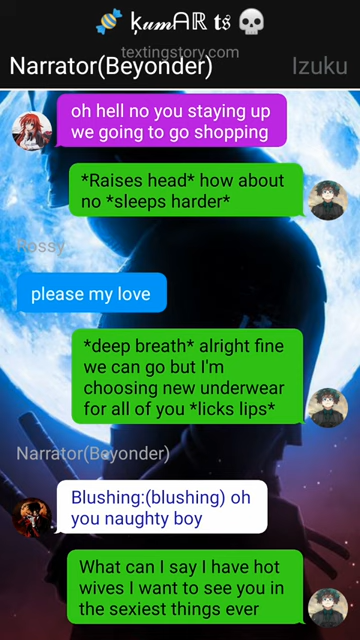 🍬 ķ𝓾𝓶ᗩᖇ 𝐭𝔰 💀
textingstory.com
Narrator(Beyonder) Izuku
oh hell no you staying up
we going to go shopping
*Raises head* how about
no *sleeps harder*
Rossy
please my love
*deep breath* alright fine
we can go but I'm
choosing new underwear
for all of you *licks lips*
Narrator(Beyonder)
Blushing:(blushing) oh
you naughty boy
What can I say I have hot
wives I want to see you in
the sexiest things ever